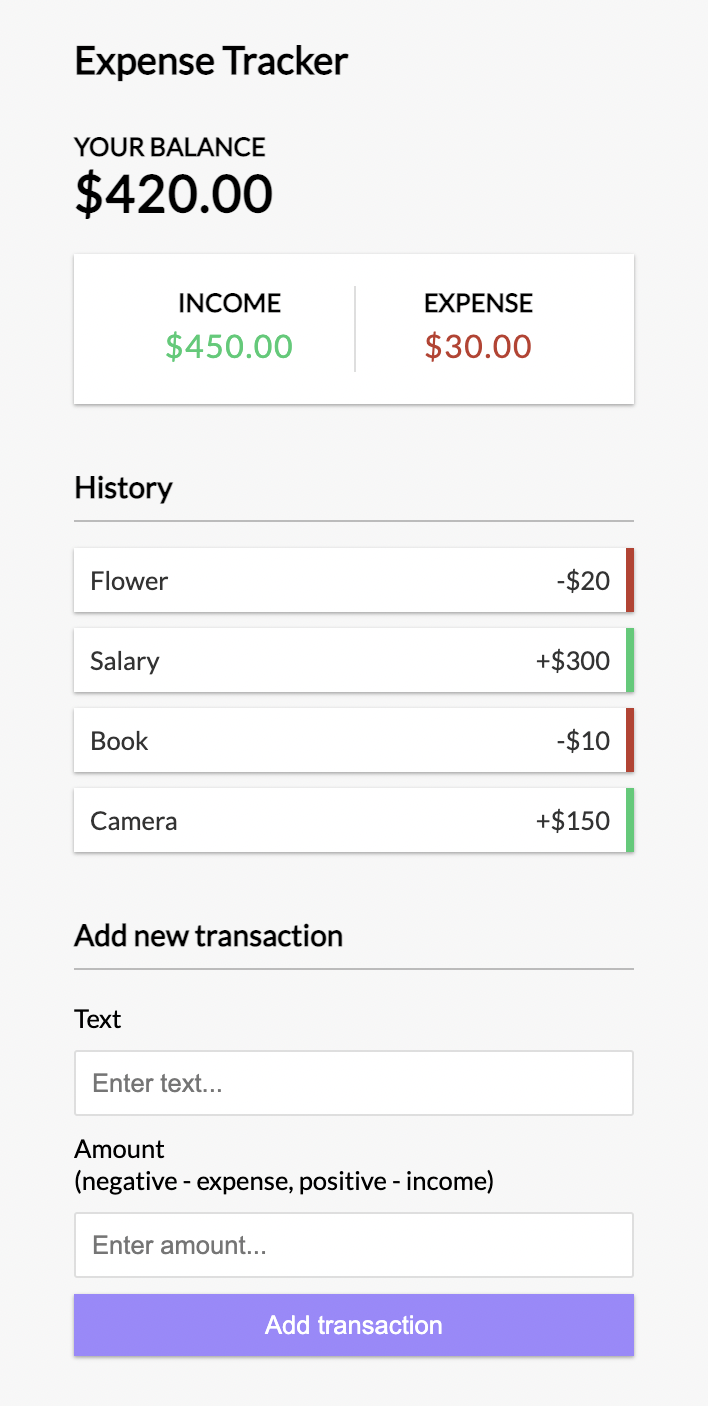 Expense Tracker
YOUR BALANCE
$420.00
INCOME
$450.00
EXPENSE
$30.00
History
Flower -$20
Salary +$300
Book -$10
Camera +$150
Add new transaction
Text
Enter text...
Amount
(negative - expense, positive - income)
Enter amount...
Add transaction